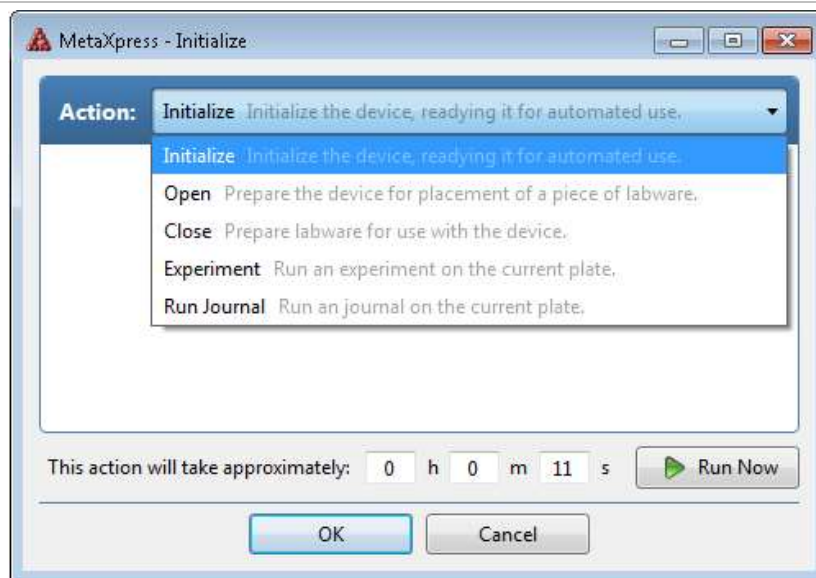 MetaXpress - Initialize
Action: Initialize Initialize the device, readying it for automated use.
Initialize Initialize the device, readying it for automated use.
Open Prepare the device for placement of a piece of labware.
Close Prepare labware for use with the device.
Experiment Run an experiment on the current plate.
Run Journal Run an journal on the current plate.
This action will take approximately: 0 h 0 m 11 s Run Now
OK Cancel